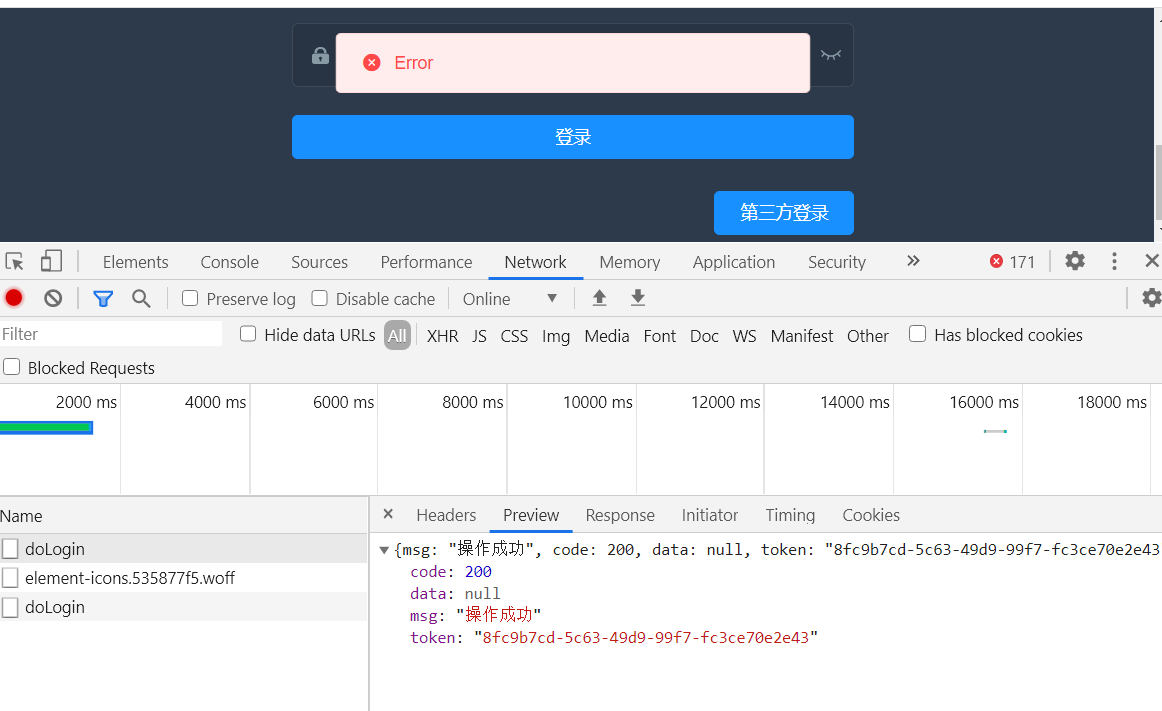 Error
登录
第三方登录
Elements Console Sources Performance Network Memory Application Security » 171
Preserve log Disable cache Online
Filter Hide data URLs All XHR JS CSS Img Media Font Doc WS Manifest Other Has blocked cookies
Blocked Requests
2000 ms 4000 ms 6000 ms 8000 ms 10000 ms 12000 ms 14000 ms 16000 ms 18000 ms
Name
Headers Preview Response Initiator Timing Cookies
doLogin
element-icons.535877f5.woff
doLogin
{msg: "操作成功", code: 200, data: null, token: "8fc9b7cd-5c63-49d9-99f7-fc3ce70e2e43
code: 200
data: null
msg: "操作成功"
token: "8fc9b7cd-5c63-49d9-99f7-fc3ce70e2e43"